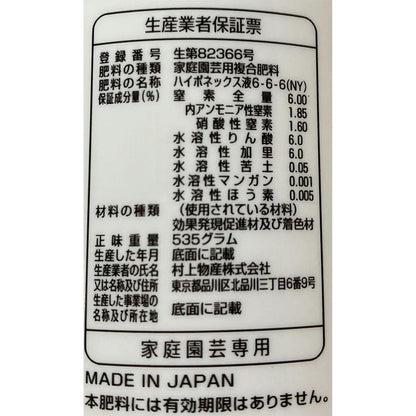 生産業者保証票
登録番号 生第82366号
肥料の種類 家庭園芸用複合肥料
肥料の名称 ハイポネックス液6-6-6(NY)
保証成分量(%) 窒素全量 6.00
内アンモニア性窒素 1.85
硝酸性窒素 1.60
水溶性りん酸 6.0
水溶性加里 6.0
水溶性苦土 0.05
水溶性マンガン 0.001
水溶性ほう素 0.005
材料の種類 (使用されている材料)
効果発現促進材及び着色材
正味重量 535グラム
生産した年月 底面に記載
生産業者の氏名 村上物産株式会社
又は名称及び住所 東京都品川区北品川三丁目6番9号
生産した事業場の
名称及び所在地 底面に記載
家庭園芸専用
MADE IN JAPAN
本肥料には有効期限はありません。